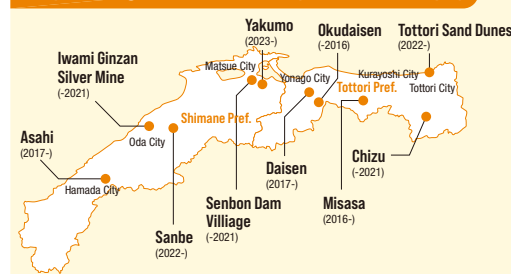 Yakumo
(2023-)
Okudaisen
(-2016)
Tottori Sand Dunes
(2022-)
Iwami Ginzan
Silver Mine
(-2021)
Matsue City
Yonago City
Kurayoshi City
Tottori Pref.
Tottori City
Shimane Pref.
Asahi
(2017-)
Oda City
Hamada City
Daisen
(2017-)
Chizu
(-2021)
Senbon Dam
Villiage
(-2021)
Misasa
(2016-)
Sanbe
(2022-)